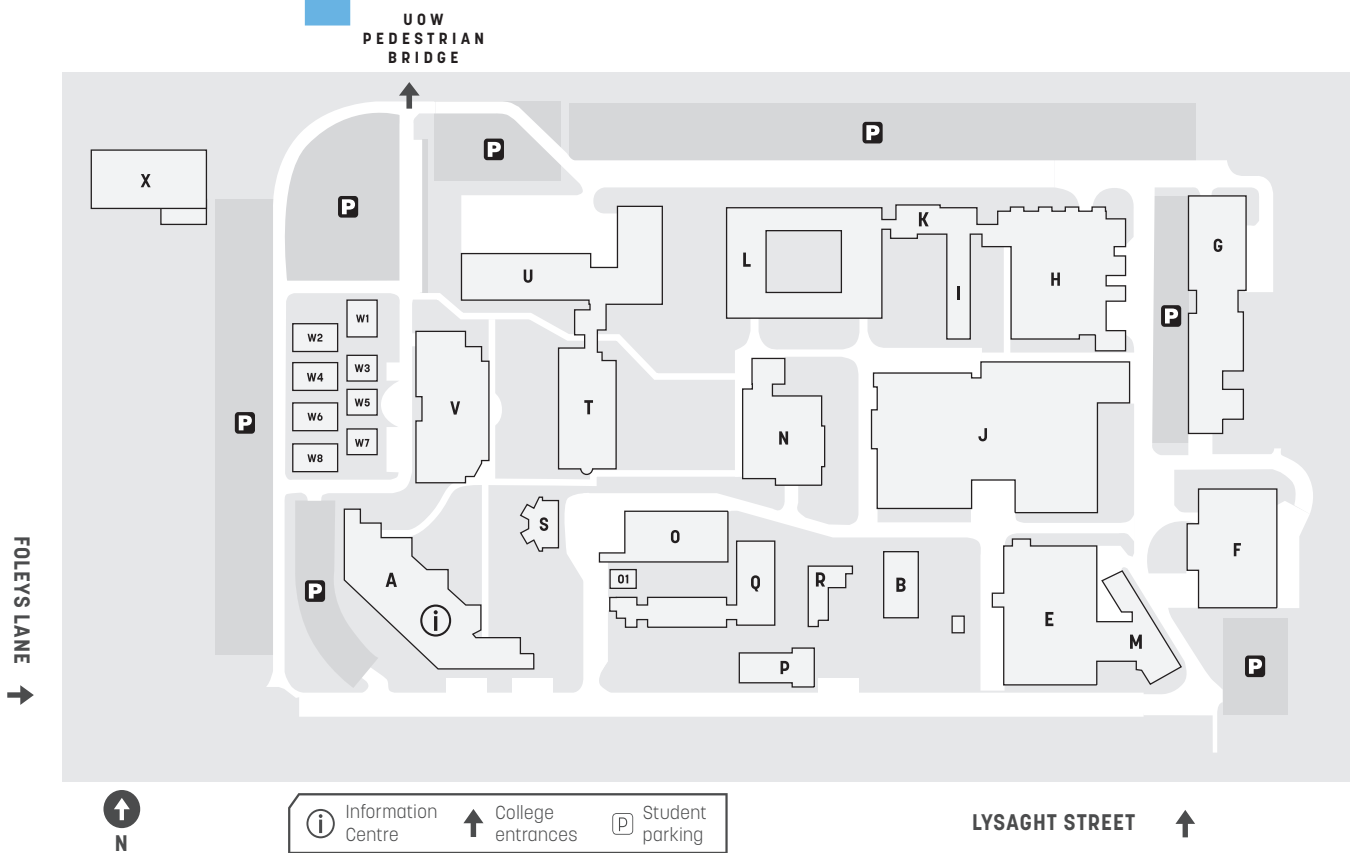 UOW
PEDESTRIAN
BRIDGE
P
P
P
X
K
G
L
U
H
I
W1
P
W2
W3
W4
W5
V
T
W6
P
J
N
W7
W8
S
O
F
FOLEYS LANE
O1
A
Q
R
B
P
i
E
M
P
P
N
i Information
Centre
College
entrances
P Student
parking
LYSAGHT STREET